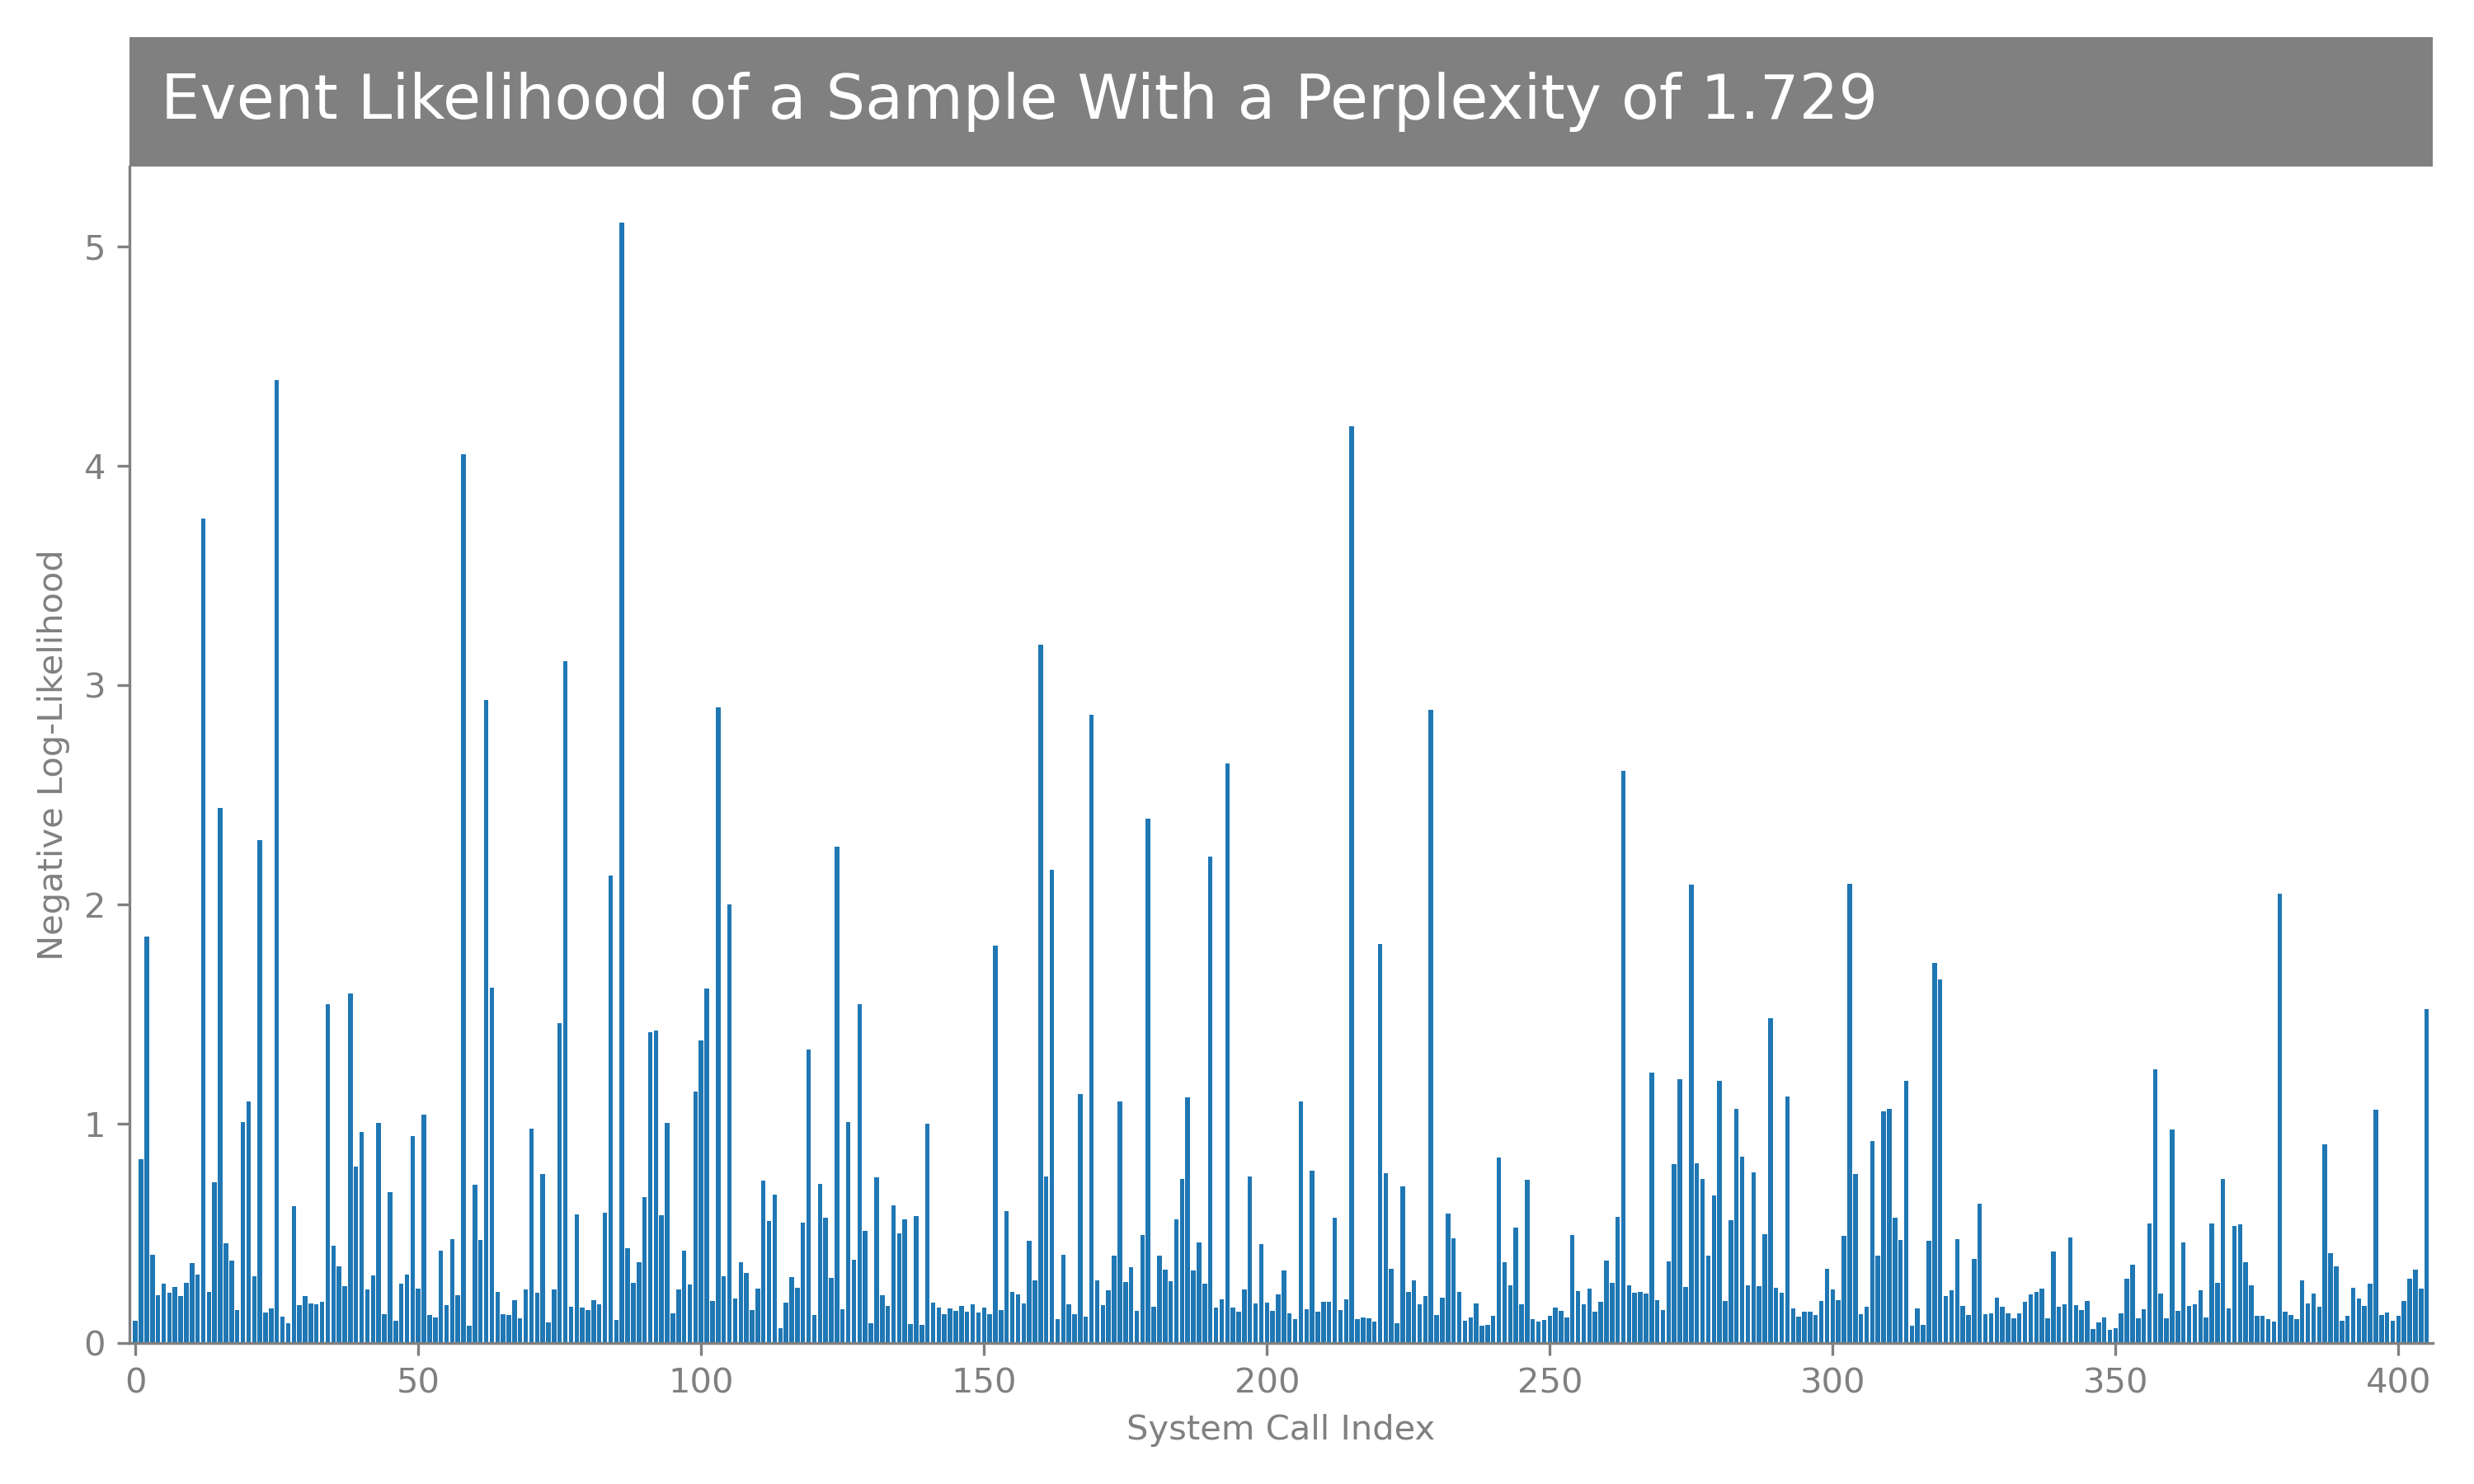 Event Likelihood of a Sample With a Perplexity of 1.729
5
4
3
2
1
0
Negative Log-Likelihood
0 50 100 150 200 250 300 350 400
System Call Index